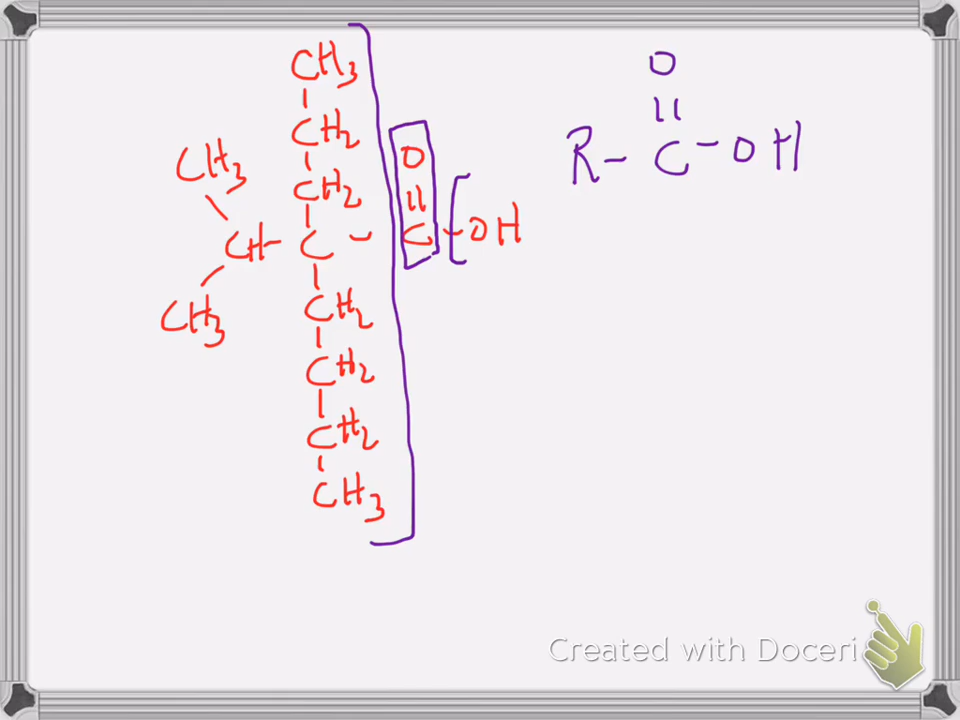 CH3
|
CH2
|
CH3 CH2 O
\ | ||
CH - C - C - OH
/ |
CH3 CH2
|
CH2
|
CH2
|
CH3
O
||
R - C - OH
Created with Doceri